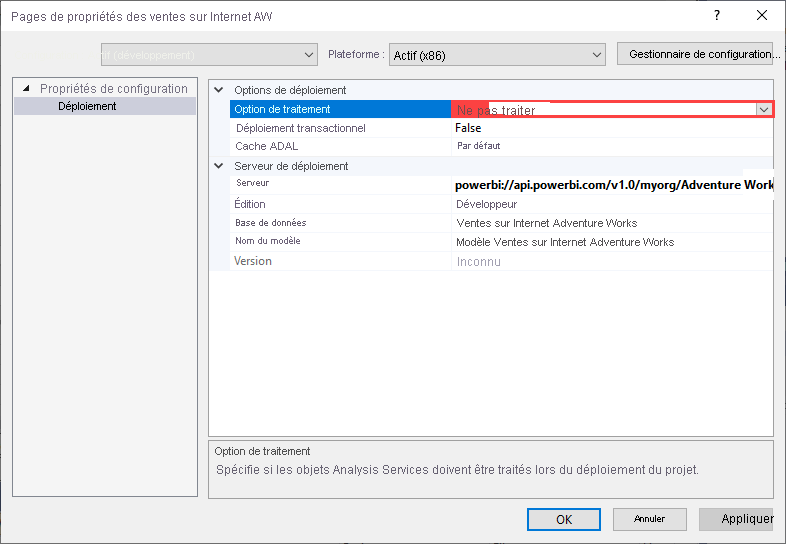 Pages de propriétés des ventes sur Internet AW
(développement) Plateforme : Actif (x86) Gestionnaire de configuration...
Propriétés de configuration
Déploiement
Options de déploiement
Option de traitement Ne pas traiter
Déploiement transactionnel False
Cache ADAL Par défaut
Serveur de déploiement
Serveur powerbi://api.powerbi.com/v1.0/myorg/Adventure Work
Édition Développeur
Base de données Ventes sur Internet Adventure Works
Nom du modèle Modèle Ventes sur Internet Adventure Works
Version Inconnu
Option de traitement
Spécifie si les objets Analysis Services doivent être traités lors du déploiement du projet.
OK Annuler Appliquer